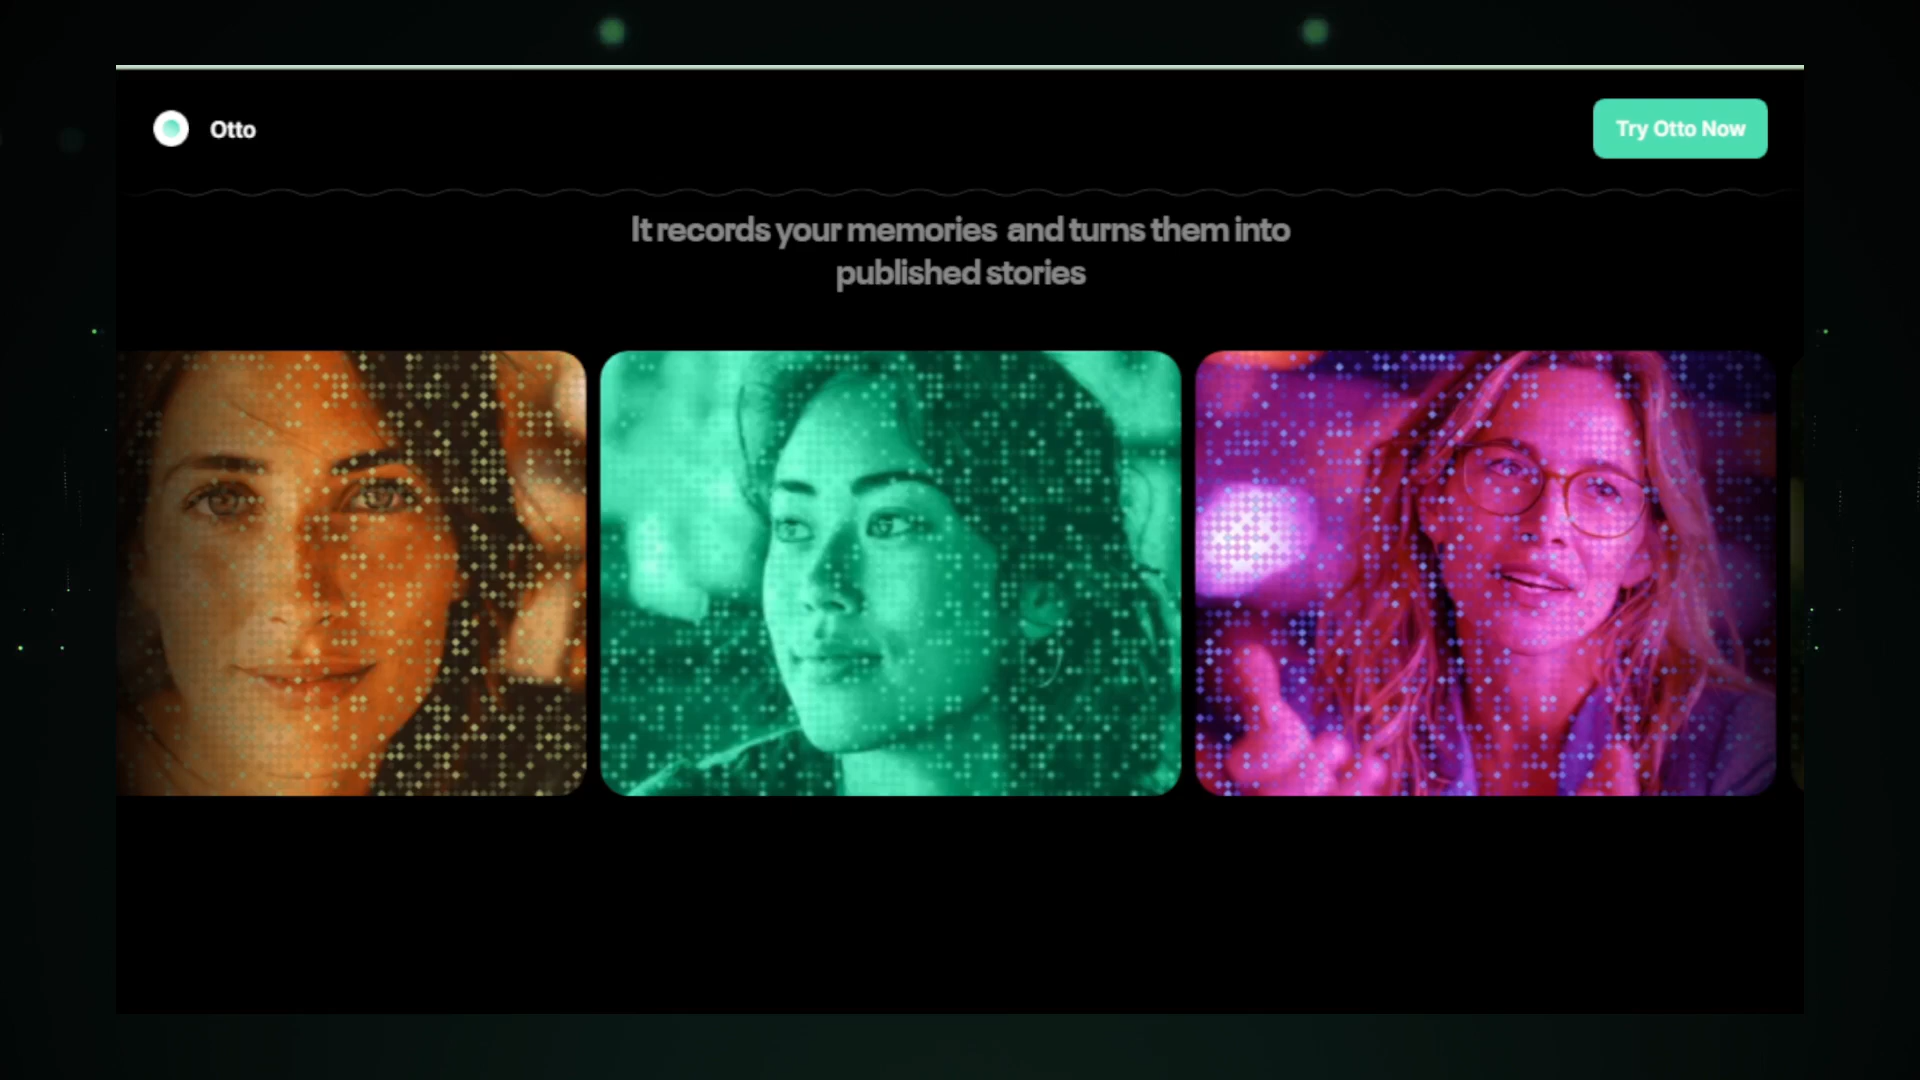 Otto
Try Otto Now
It records your memories and turns them into
published stories